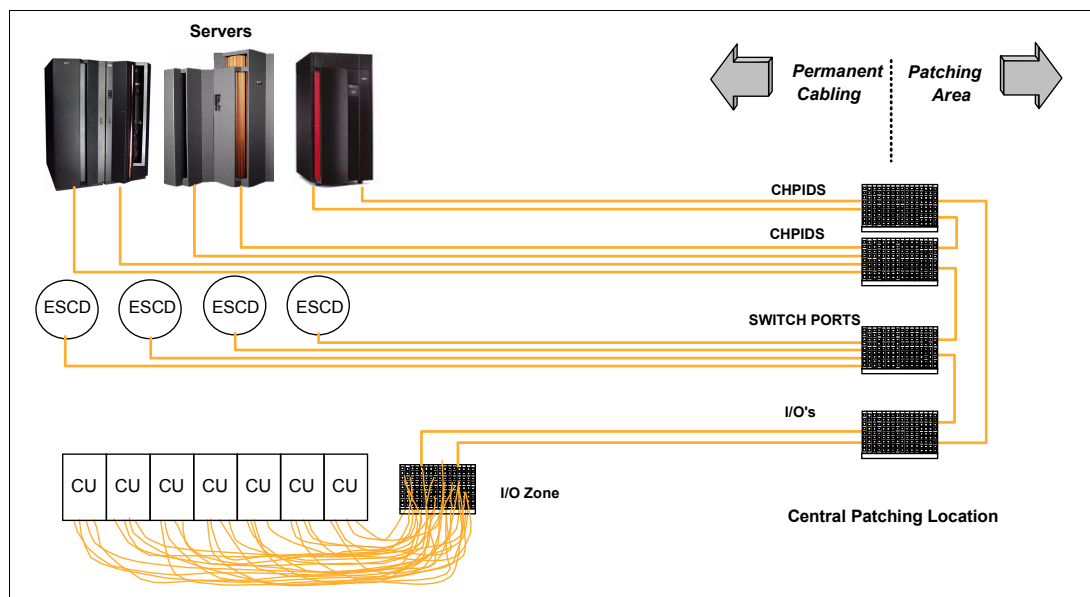 Servers
Permanent
Cabling
Patching
Area
CHPIDS
CHPIDS
ESCD ESCD ESCD ESCD
SWITCH PORTS
I/O's
CU CU CU CU CU CU CU
I/O Zone
Central Patching Location